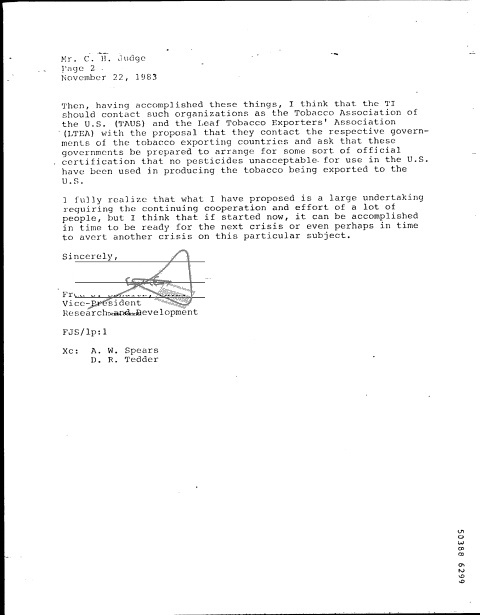 Mr. C. H. Judge
Page 2
November 22, 1983
Then, having accomplished these things, I think that the TI
should contact such organizations as the Tobacco Association of
the U.S. (TAUS) and the Leaf Tobacco Exporters' Association
(LTEA) with the proposal that they contact the respective govern-
ments of the tobacco exporting countries and ask that these
governments be prepared to arrange for some sort of official
certification that no pesticides unacceptable for use in the U.S.
have been used in producing the tobacco being exported to the
U.S.
I fully realize that what I have proposed is a large undertaking
requiring the continuing cooperation and effort of a lot of
people, but I think that if started now, it can be accomplished
in time to be ready for the next crisis or even perhaps in time
to avert another crisis on this particular subject.
Sincerely,
Vice-President
Research and Development
FJS/lp:1
Xc: A. W. Spears
D. R. Tedder
50388 6299